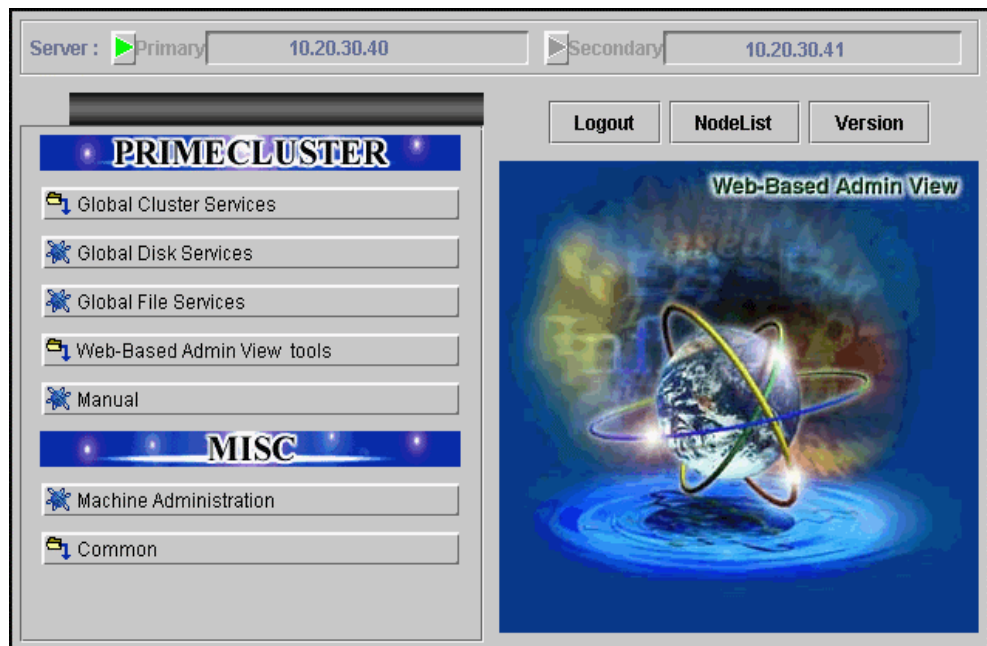 Server : Primary 10.20.30.40 Secondary 10.20.30.41
Logout NodeList Version
PRIMECLUSTER
Global Cluster Services
Global Disk Services
Global File Services
Web-Based Admin View tools
Manual
MISC
Machine Administration
Common
Web-Based Admin View